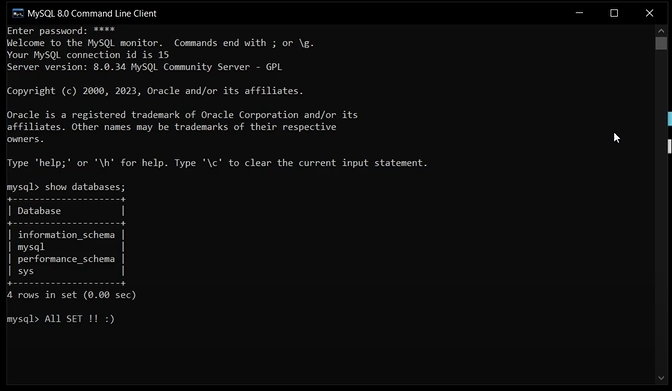 MySQL 8.0 Command Line Client
Enter password: ****
Welcome to the MySQL monitor.  Commands end with ; or \g.
Your MySQL connection id is 15
Server version: 8.0.34 MySQL Community Server - GPL
Copyright (c) 2000, 2023, Oracle and/or its affiliates.
Oracle is a registered trademark of Oracle Corporation and/or its
affiliates. Other names may be trademarks of their respective
owners.
Type 'help;' or '\h' for help. Type '\c' to clear the current input statement.
mysql> show databases;
+--------------------+
| Database           |
+--------------------+
| information_schema |
| mysql              |
| performance_schema |
| sys                |
+--------------------+
4 rows in set (0.00 sec)
mysql> All SET !! :)